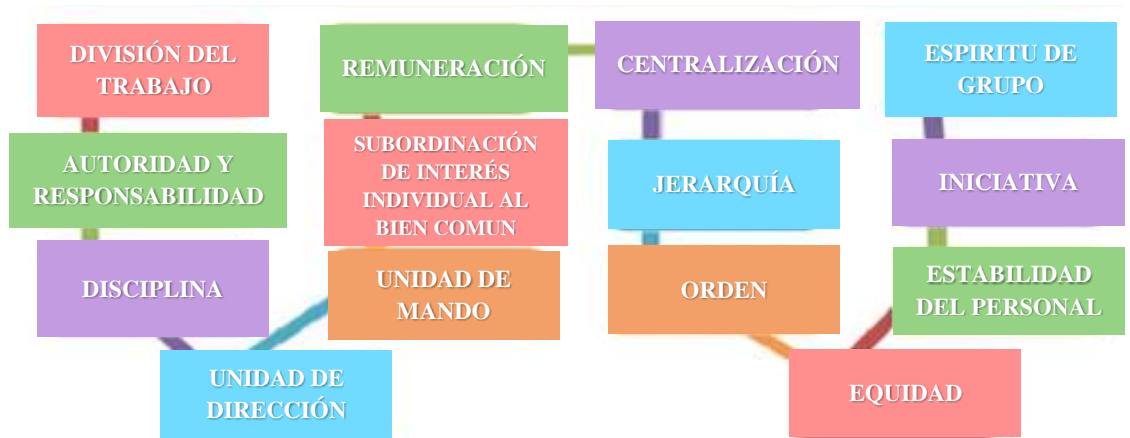 DIVISIÓN DEL
TRABAJO
AUTORIDAD Y
RESPONSABILIDAD
DISCIPLINA
UNIDAD DE
DIRECCIÓN
UNIDAD DE
MANDO
SUBORDINACIÓN
DE INTERÉS
INDIVIDUAL AL
BIEN COMUN
REMUNERACIÓN
CENTRALIZACIÓN
JERARQUÍA
ORDEN
EQUIDAD
ESTABILIDAD
DEL PERSONAL
INICIATIVA
ESPIRITU DE
GRUPO